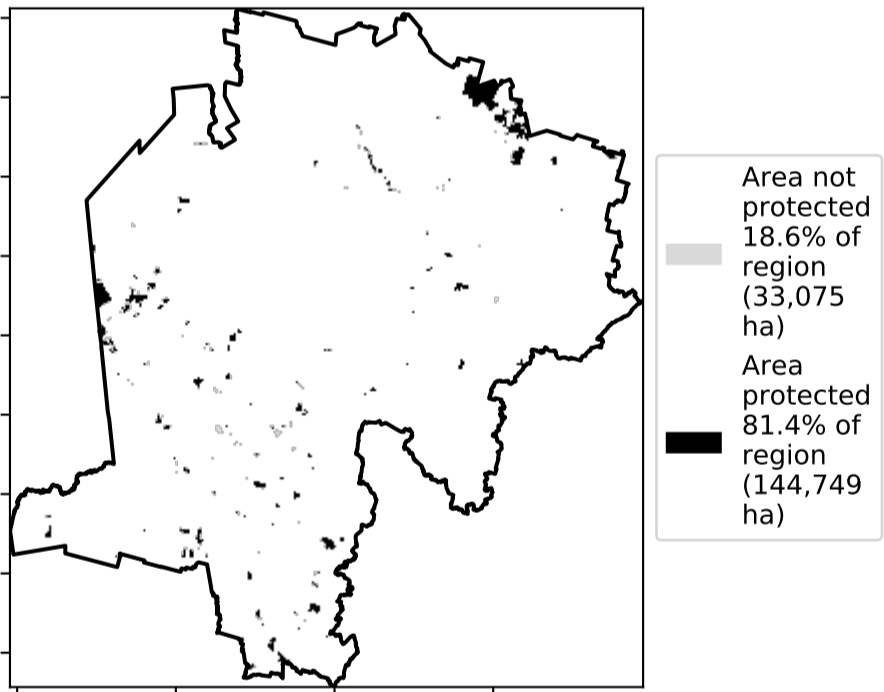 Area not
protected
18.6% of
region
(33,075
ha)
Area
protected
81.4% of
region
(144,749
ha)